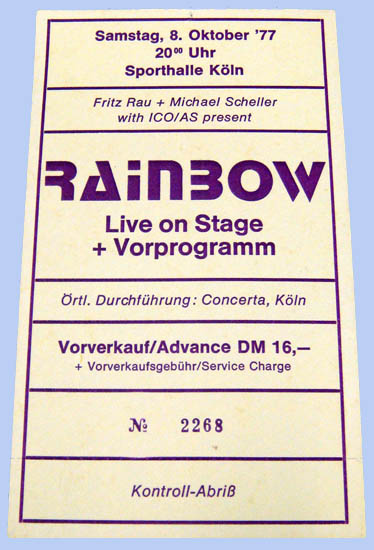 Samstag, 8. Oktober '77
20⁰⁰ Uhr
Sporthalle Köln
Fritz Rau + Michael Scheller
with ICO/AS present
RAINBOW
Live on Stage
+ Vorprogramm
Örtl. Durchführung: Concerta, Köln
Vorverkauf/Advance DM 16,—
+ Vorverkaufsgebühr/Service Charge
№ 2268
Kontroll-Abriß